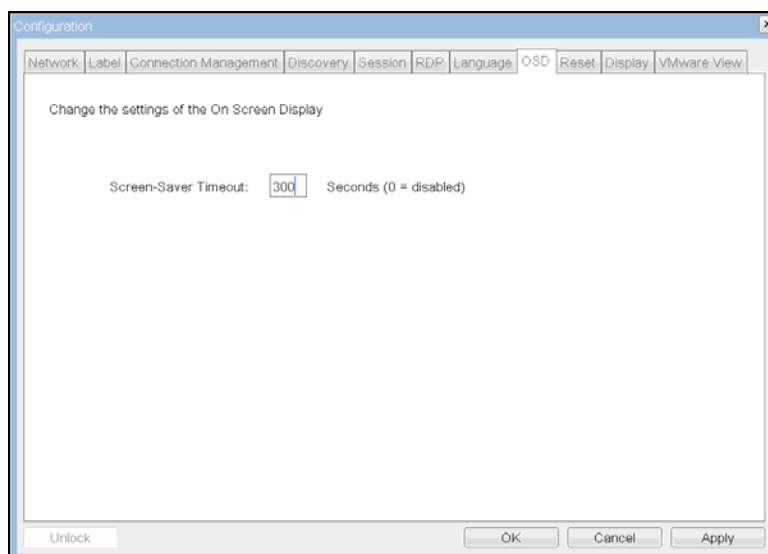 Configuration
Network Label Connection Management Discovery Session RDP Language OSD Reset Display VMware View
Change the settings of the On Screen Display
Screen-Saver Timeout: 300 Seconds (0 = disabled)
Unlock OK Cancel Apply